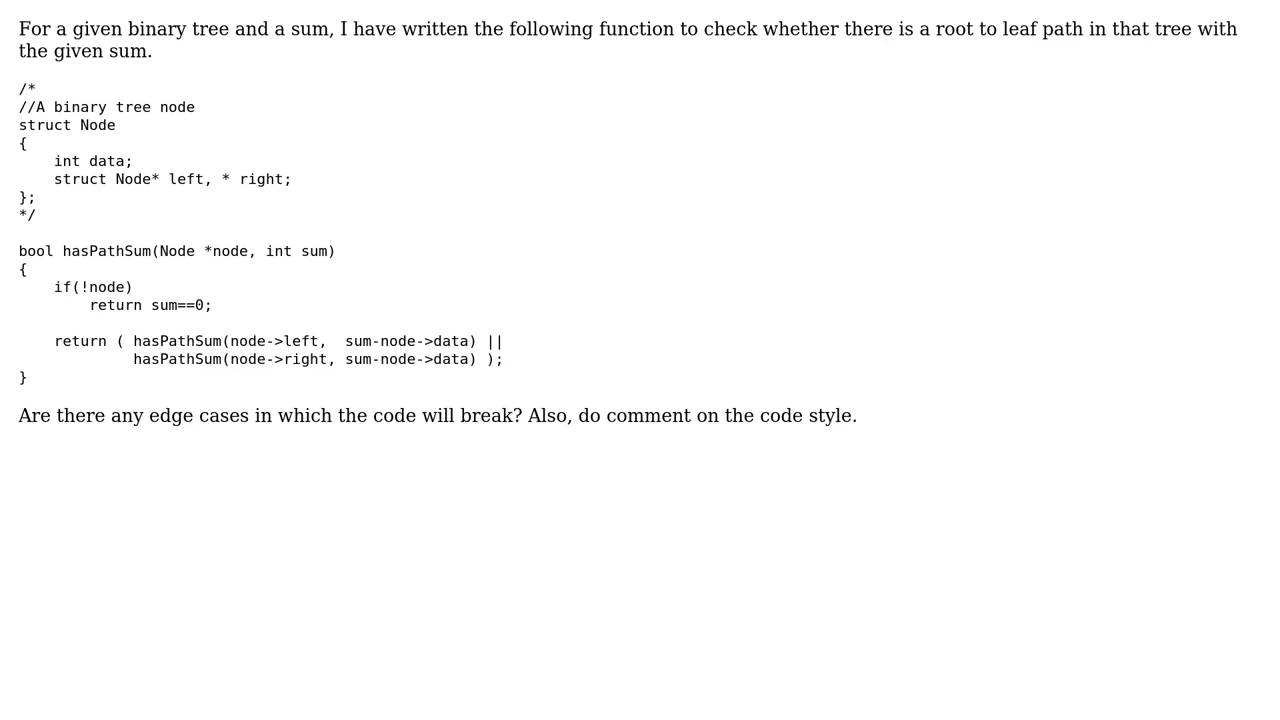 For a given binary tree and a sum, I have written the following function to check whether there is a root to leaf path in that tree with
the given sum.
/*
//A binary tree node
struct Node
{
    int data;
    struct Node* left, * right;
};
*/

bool hasPathSum(Node *node, int sum)
{
    if(!node)
        return sum==0;

    return ( hasPathSum(node->left,  sum-node->data) ||
             hasPathSum(node->right, sum-node->data) );
}
Are there any edge cases in which the code will break? Also, do comment on the code style.